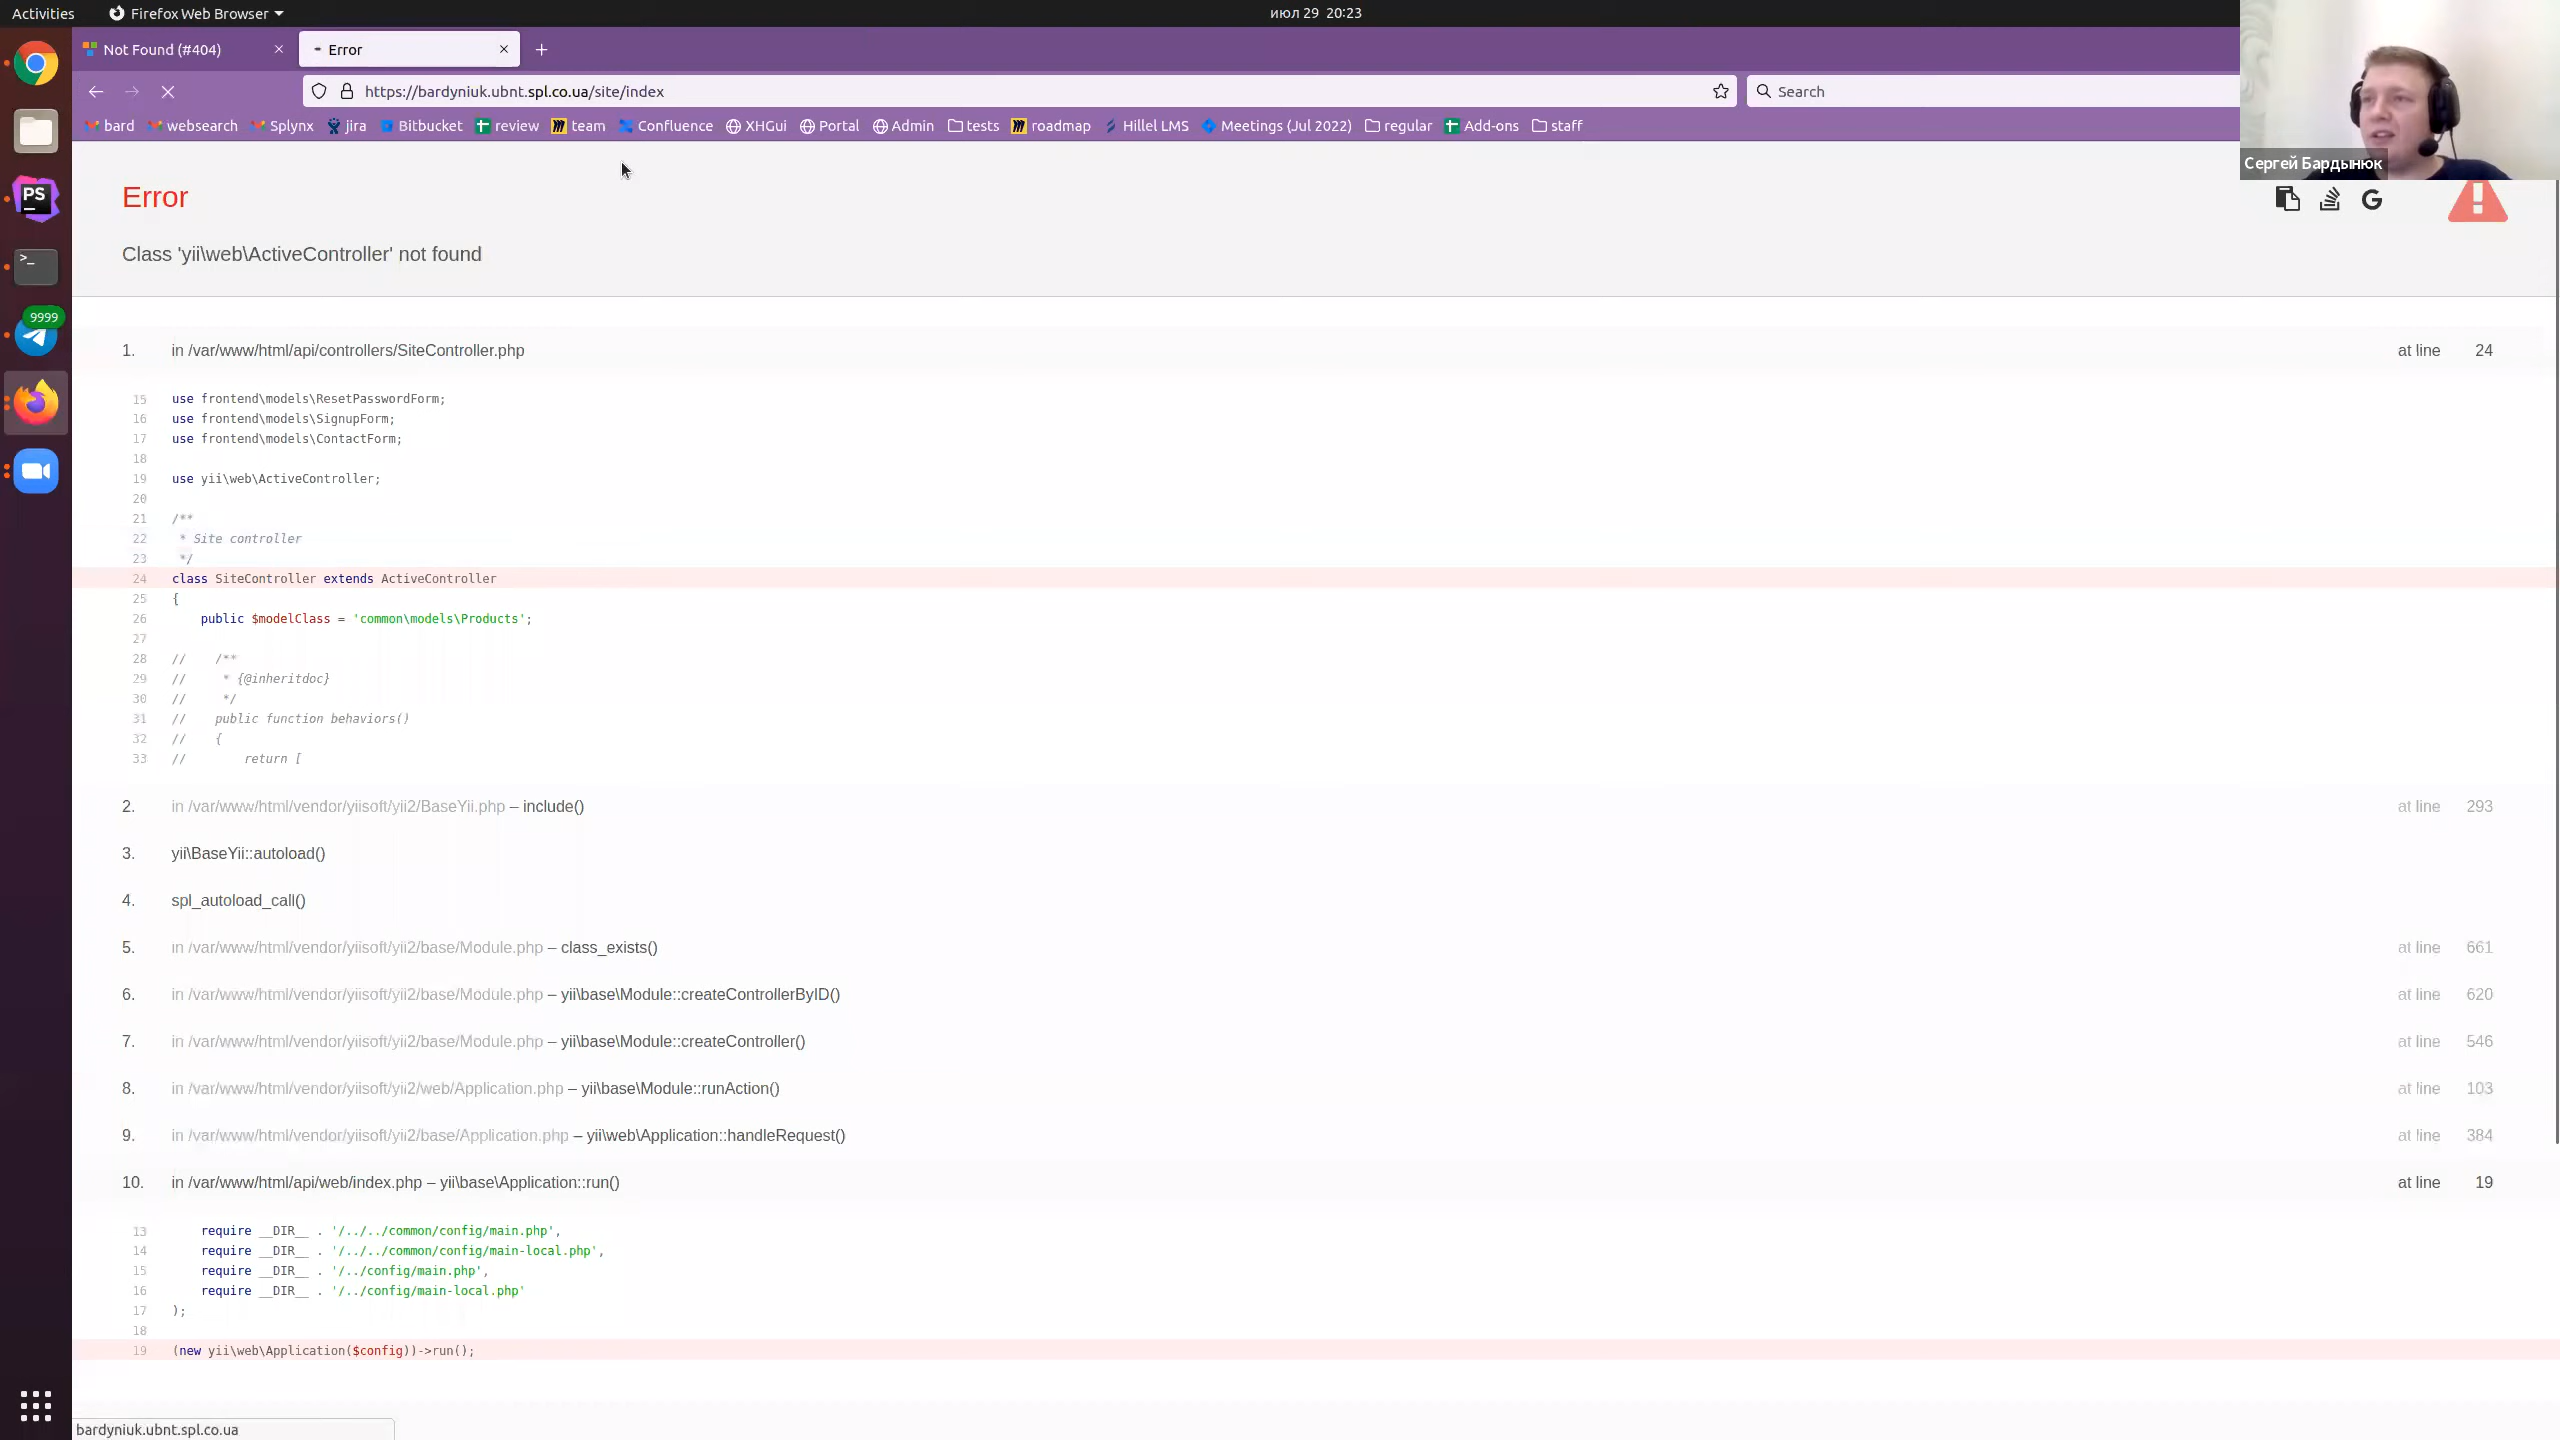 Activities
Firefox Web Browser
июл 29 20:23
Not Found (#404)
Error
https://bardyniuk.ubnt.spl.co.ua/site/index
Search
bard
websearch
Splynx
jira
Bitbucket
review
team
Confluence
XHGui
Portal
Admin
tests
roadmap
Hillel LMS
Meetings (Jul 2022)
regular
Add-ons
staff
Сергей Бардынюк
PS
9999
Error
Class 'yii\web\ActiveController' not found
1. in /var/www/html/api/controllers/SiteController.php at line 24
15 use frontend\models\ResetPasswordForm;
16 use frontend\models\SignupForm;
17 use frontend\models\ContactForm;
18
19 use yii\web\ActiveController;
20
21 /**
22 * Site controller
23 */
24 class SiteController extends ActiveController
25 {
26 public $modelClass = 'common\models\Products';
27
28 // /**
29 // * {@inheritdoc}
30 // */
31 // public function behaviors()
32 // {
33 // return [
2. in /var/www/html/vendor/yiisoft/yii2/BaseYii.php – include() at line 293
3. yii\BaseYii::autoload()
4. spl_autoload_call()
5. in /var/www/html/vendor/yiisoft/yii2/base/Module.php – class_exists() at line 661
6. in /var/www/html/vendor/yiisoft/yii2/base/Module.php – yii\base\Module::createControllerByID() at line 620
7. in /var/www/html/vendor/yiisoft/yii2/base/Module.php – yii\base\Module::createController() at line 546
8. in /var/www/html/vendor/yiisoft/yii2/web/Application.php – yii\base\Module::runAction() at line 103
9. in /var/www/html/vendor/yiisoft/yii2/base/Application.php – yii\web\Application::handleRequest() at line 384
10. in /var/www/html/api/web/index.php – yii\base\Application::run() at line 19
13 require __DIR__ . '/../../common/config/main.php',
14 require __DIR__ . '/../../common/config/main-local.php',
15 require __DIR__ . '/../config/main.php',
16 require __DIR__ . '/../config/main-local.php'
17 );
18
19 (new yii\web\Application($config))->run();
bardyniuk.ubnt.spl.co.ua